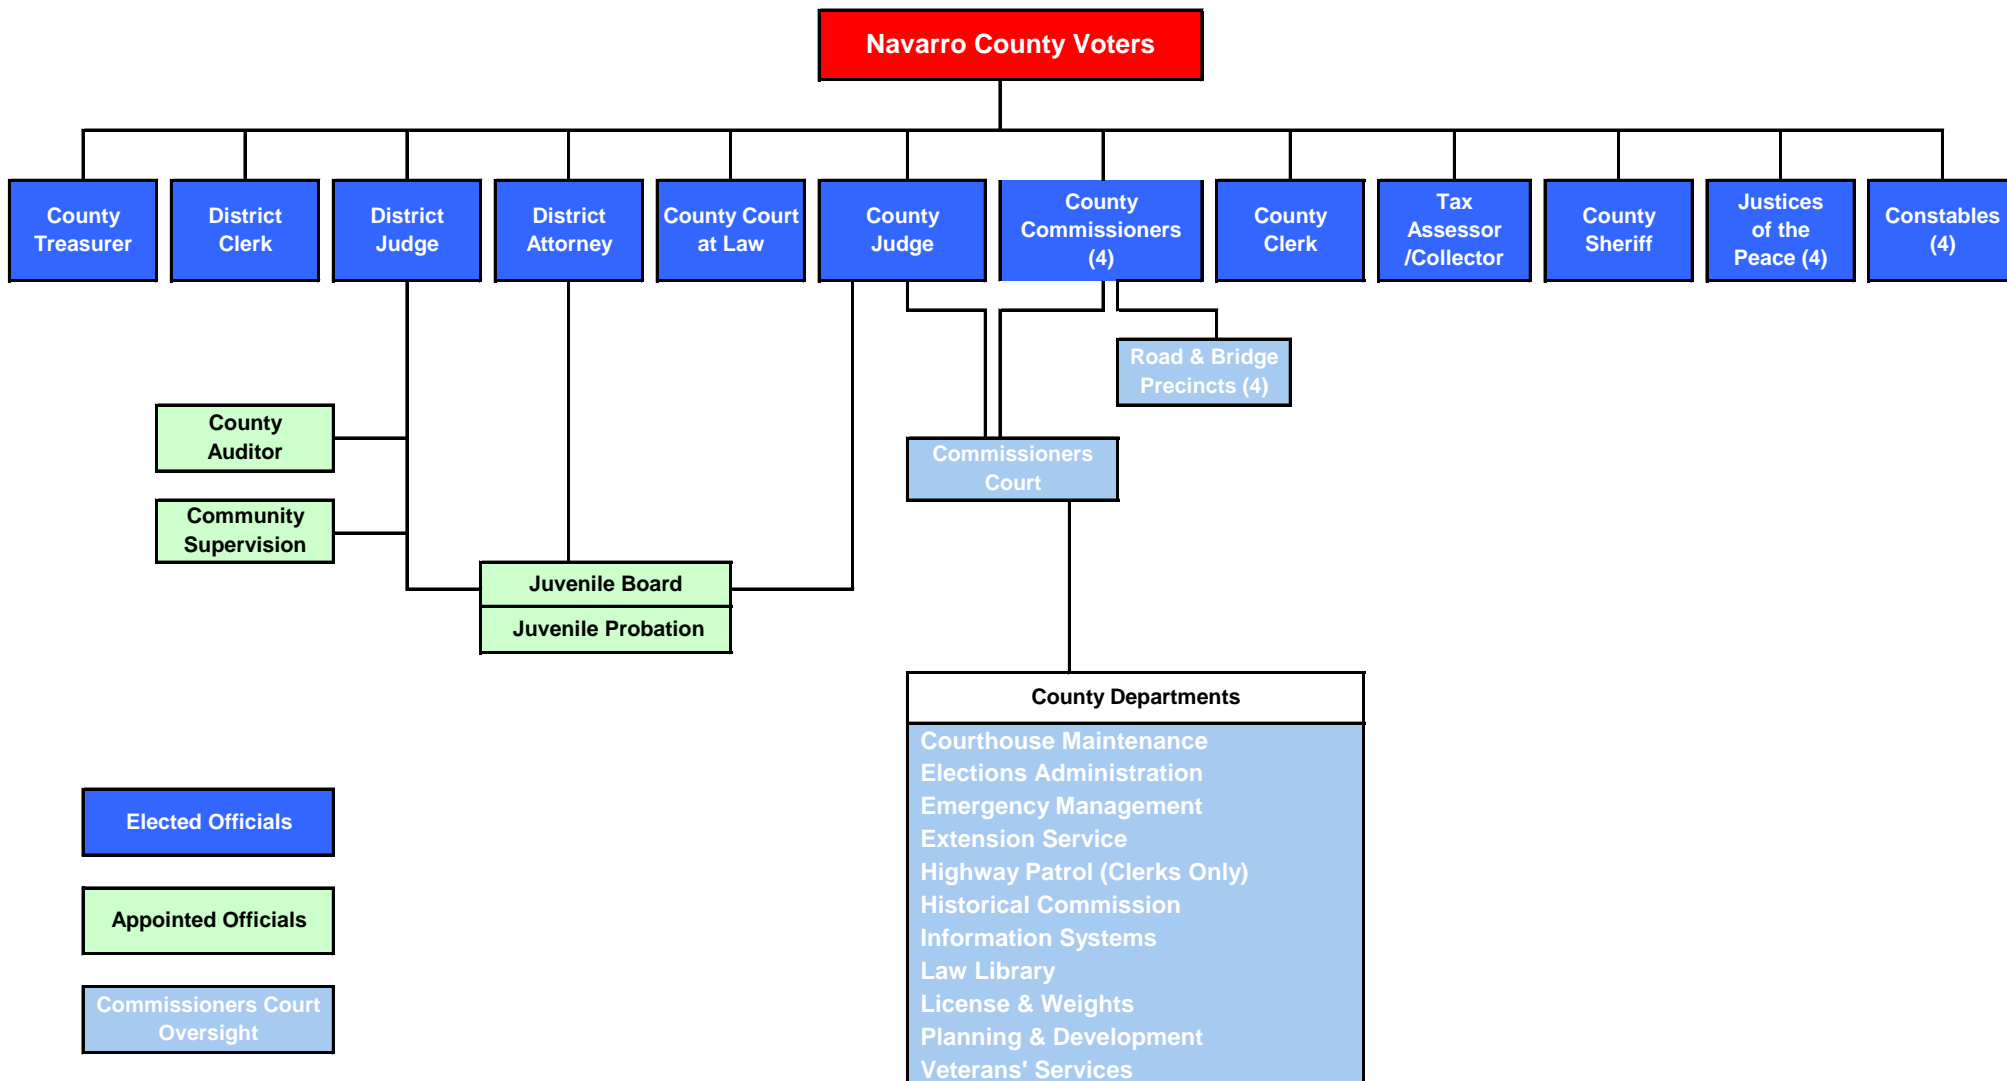 Navarro County Voters
County
Treasurer
District
Clerk
District
Judge
District
Attorney
County Court
at Law
County
Judge
County
Commissioners
(4)
County
Clerk
Tax
Assessor
/Collector
County
Sheriff
Justices
of the
Peace (4)
Constables
(4)
Road & Bridge
Precincts (4)
County
Auditor
Commissioners
Court
Community
Supervision
Juvenile Board
Juvenile Probation
County Departments
Courthouse Maintenance
Elections Administration
Emergency Management
Extension Service
Highway Patrol (Clerks Only)
Historical Commission
Information Systems
Law Library
License & Weights
Planning & Development
Veterans' Services
Elected Officials
Appointed Officials
Commissioners Court
Oversight